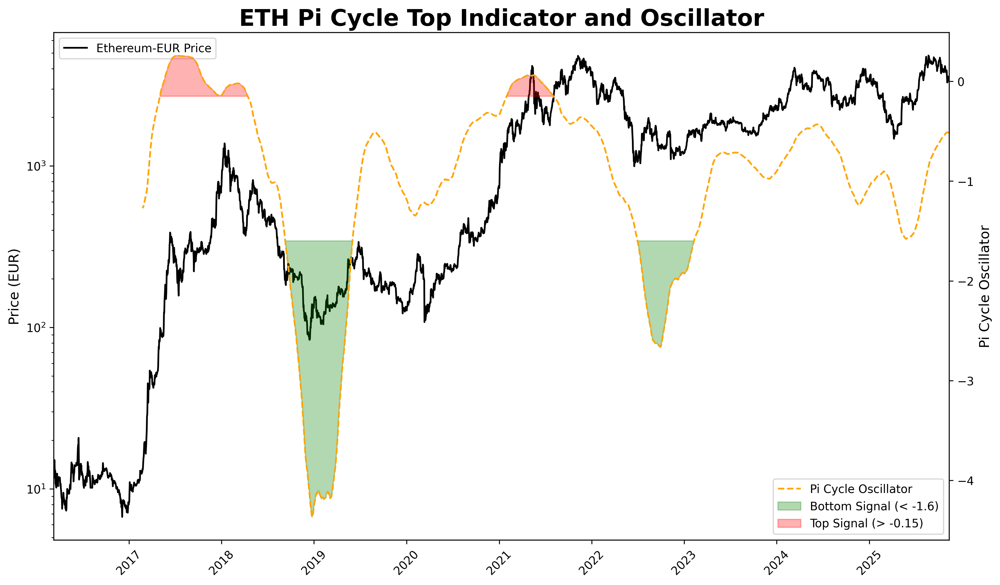 ETH Pi Cycle Top Indicator and Oscillator
Ethereum-EUR Price
Price (EUR)
10³
10²
10¹
0
−1
−2
−3
−4
Pi Cycle Oscillator
Pi Cycle Oscillator
Bottom Signal (< -1.6)
Top Signal (> -0.15)
2017
2018
2019
2020
2021
2022
2023
2024
2025